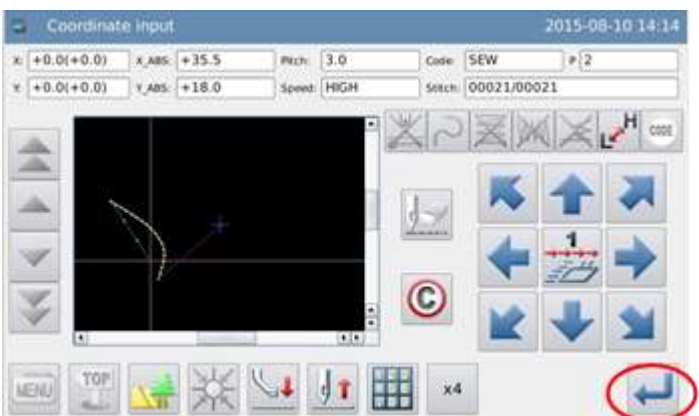 Coordinate input 2015-08-10 14:14
X: +0.0(+0.0) X_ABS: +35.5 Pitch: 3.0 Code: SEW P 2
Y: +0.0(+0.0) Y_ABS: +18.0 Speed: HIGH Stitch: 00021/00021
L H CODE
1
C
MENU TOP x4